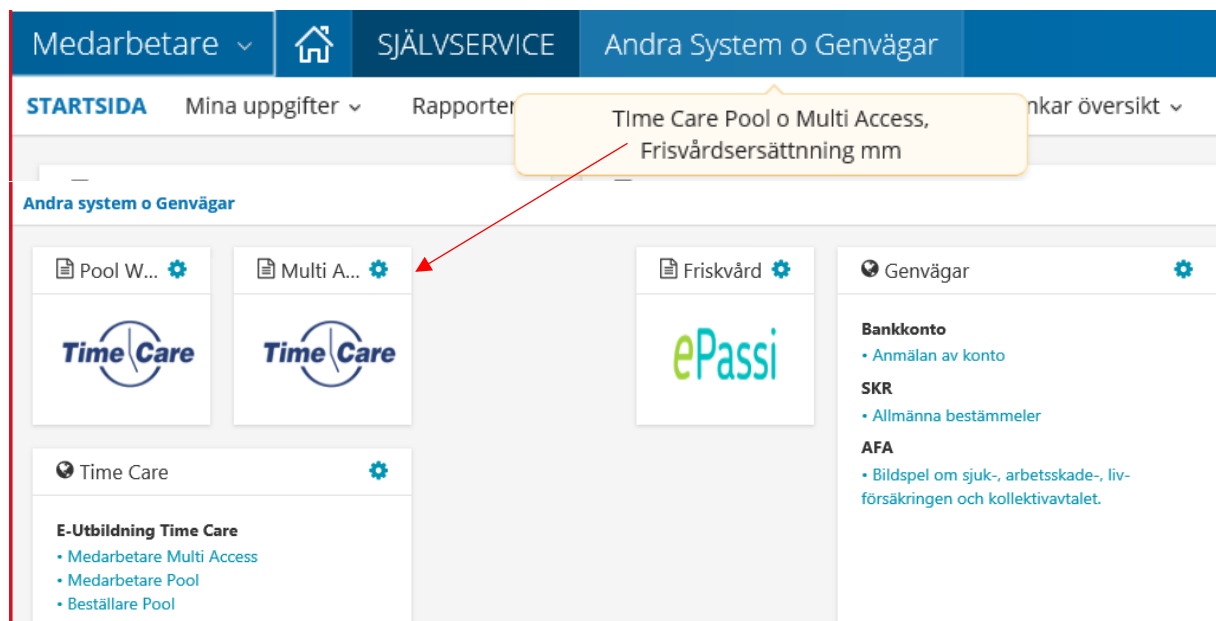 Medarbetare
SJÄLVSERVICE
Andra System o Genvägar
STARTSIDA
Mina uppgifter
Rapporter
översikt
TIme Care Pool o Multi Access,
Frisvårdsersättnning mm
Andra system o Genvägar
Pool W...
Multi A...
Friskvård
Genvägar
Time Care
Time Care
ePassi
Bankkonto
• Anmälan av konto
SKR
• Allmänna bestämmeler
AFA
• Bildspel om sjuk-, arbetsskade-, liv-
försäkringen och kollektivavtalet.
Time Care
E-Utbildning Time Care
• Medarbetare Multi Access
• Medarbetare Pool
• Beställare Pool